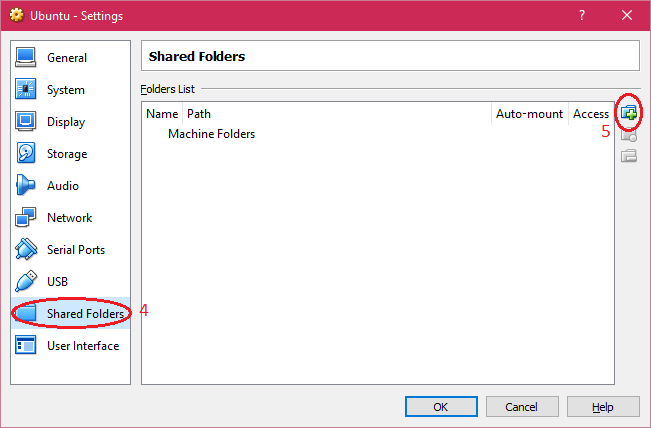 Ubuntu - Settings ?
General
System
Display
Storage
Audio
Network
Serial Ports
USB
Shared Folders 4
User Interface
Shared Folders
Folders List
Name Path Auto-mount Access
Machine Folders
5
OK Cancel Help